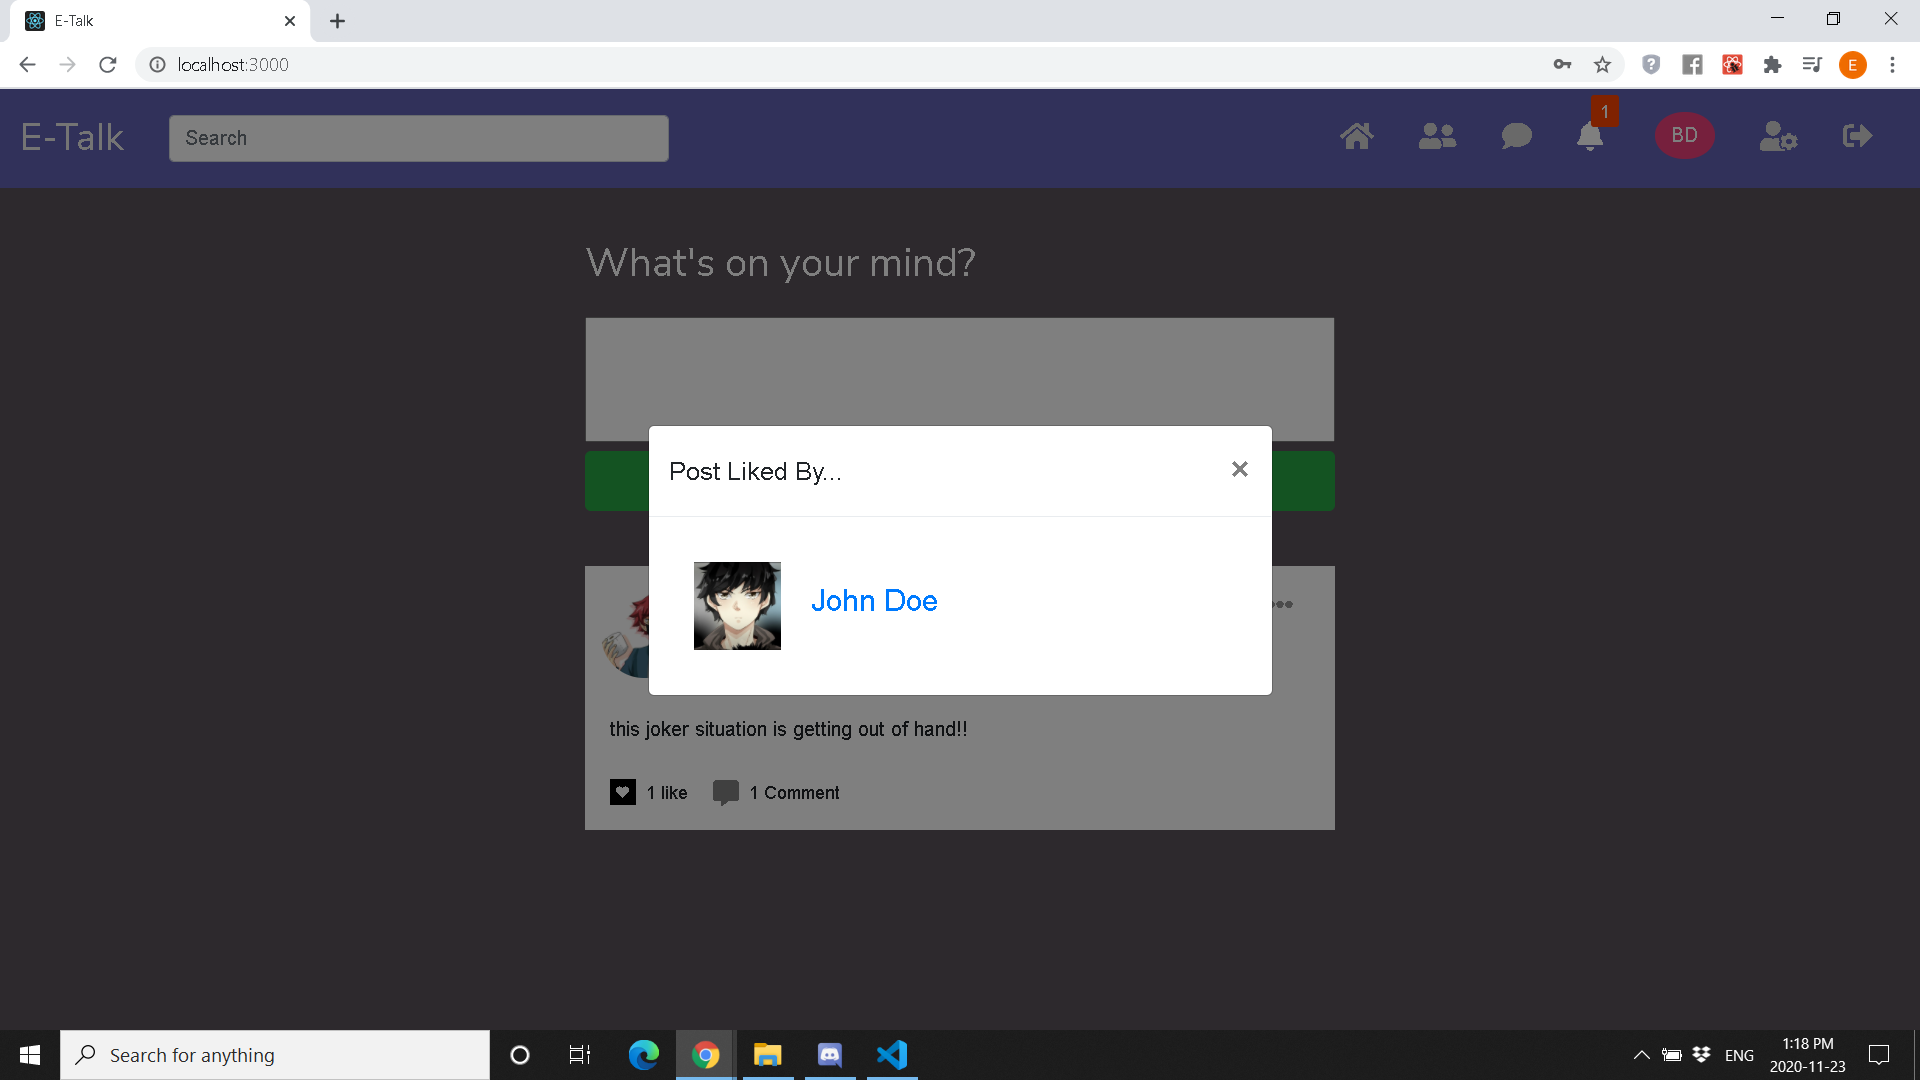 E-Talk
localhost:3000
E
E-Talk
Search
1
BD
What's on your mind?
Post Liked By...
John Doe
this joker situation is getting out of hand!!
1 like
1 Comment
Search for anything
ENG
1:18 PM
2020-11-23